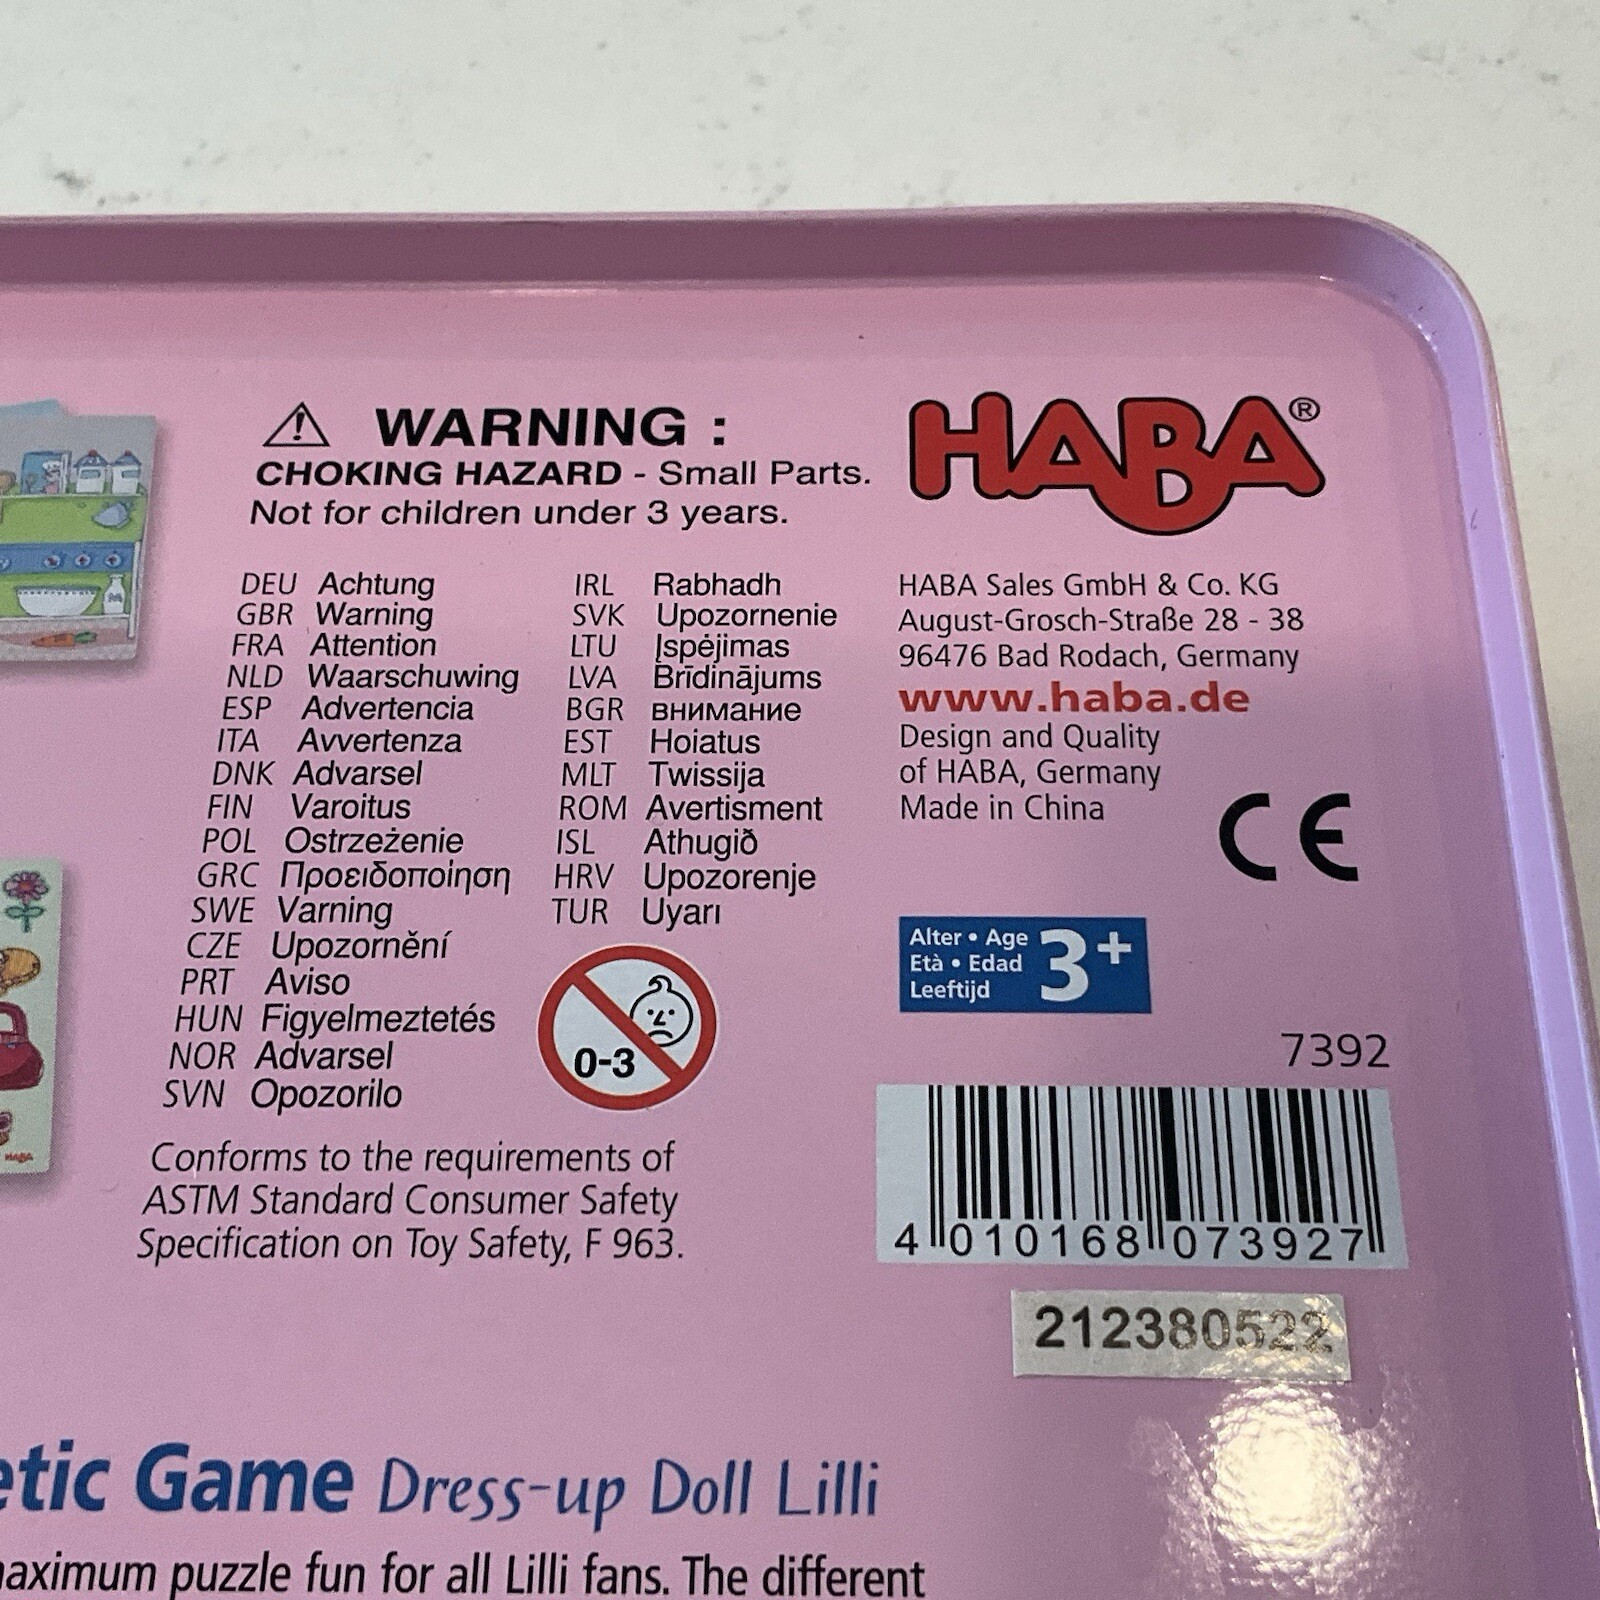 WARNING :
CHOKING HAZARD - Small Parts.
Not for children under 3 years.
DEU Achtung
GBR Warning
FRA Attention
NLD Waarschuwing
ESP Advertencia
ITA Avvertenza
DNK Advarsel
FIN Varoitus
POL Ostrzeżenie
GRC Προειδοποίηση
SWE Varning
CZE Upozornění
PRT Aviso
HUN Figyelmeztetés
NOR Advarsel
SVN Opozorilo
IRL Rabhadh
SVK Upozornenie
LTU Įspėjimas
LVA Brīdinājums
BGR внимание
EST Hoiatus
MLT Twissija
ROM Avertisment
ISL Athugið
HRV Upozorenje
TUR Uyarı
0-3
Conforms to the requirements of
ASTM Standard Consumer Safety
Specification on Toy Safety, F 963.
HABA®
HABA Sales GmbH & Co. KG
August-Grosch-Straße 28 - 38
96476 Bad Rodach, Germany
www.haba.de
Design and Quality
of HABA, Germany
Made in China
CE
Alter • Age
Età • Edad
Leeftijd
3+
7392
4 010168 073927
212380522
HABA
etic Game Dress-up Doll Lilli
aximum puzzle fun for all Lilli fans. The different